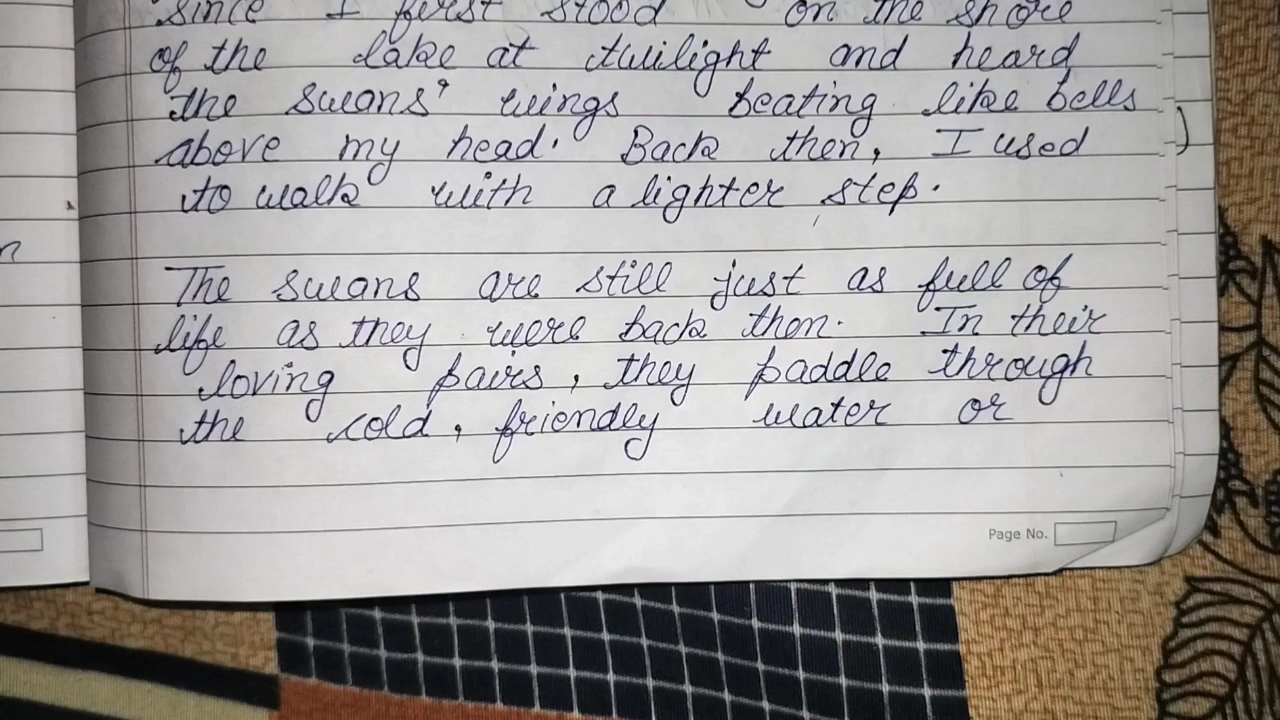 since I first stood on the shore
of the lake at twilight and heard
the swans' wings beating like bells
above my head. Back then, I used
to walk with a lighter step.
The swans are still just as full of
life as they were back then. In their
loving pairs, they paddle through
the cold, friendly water or
Page No.